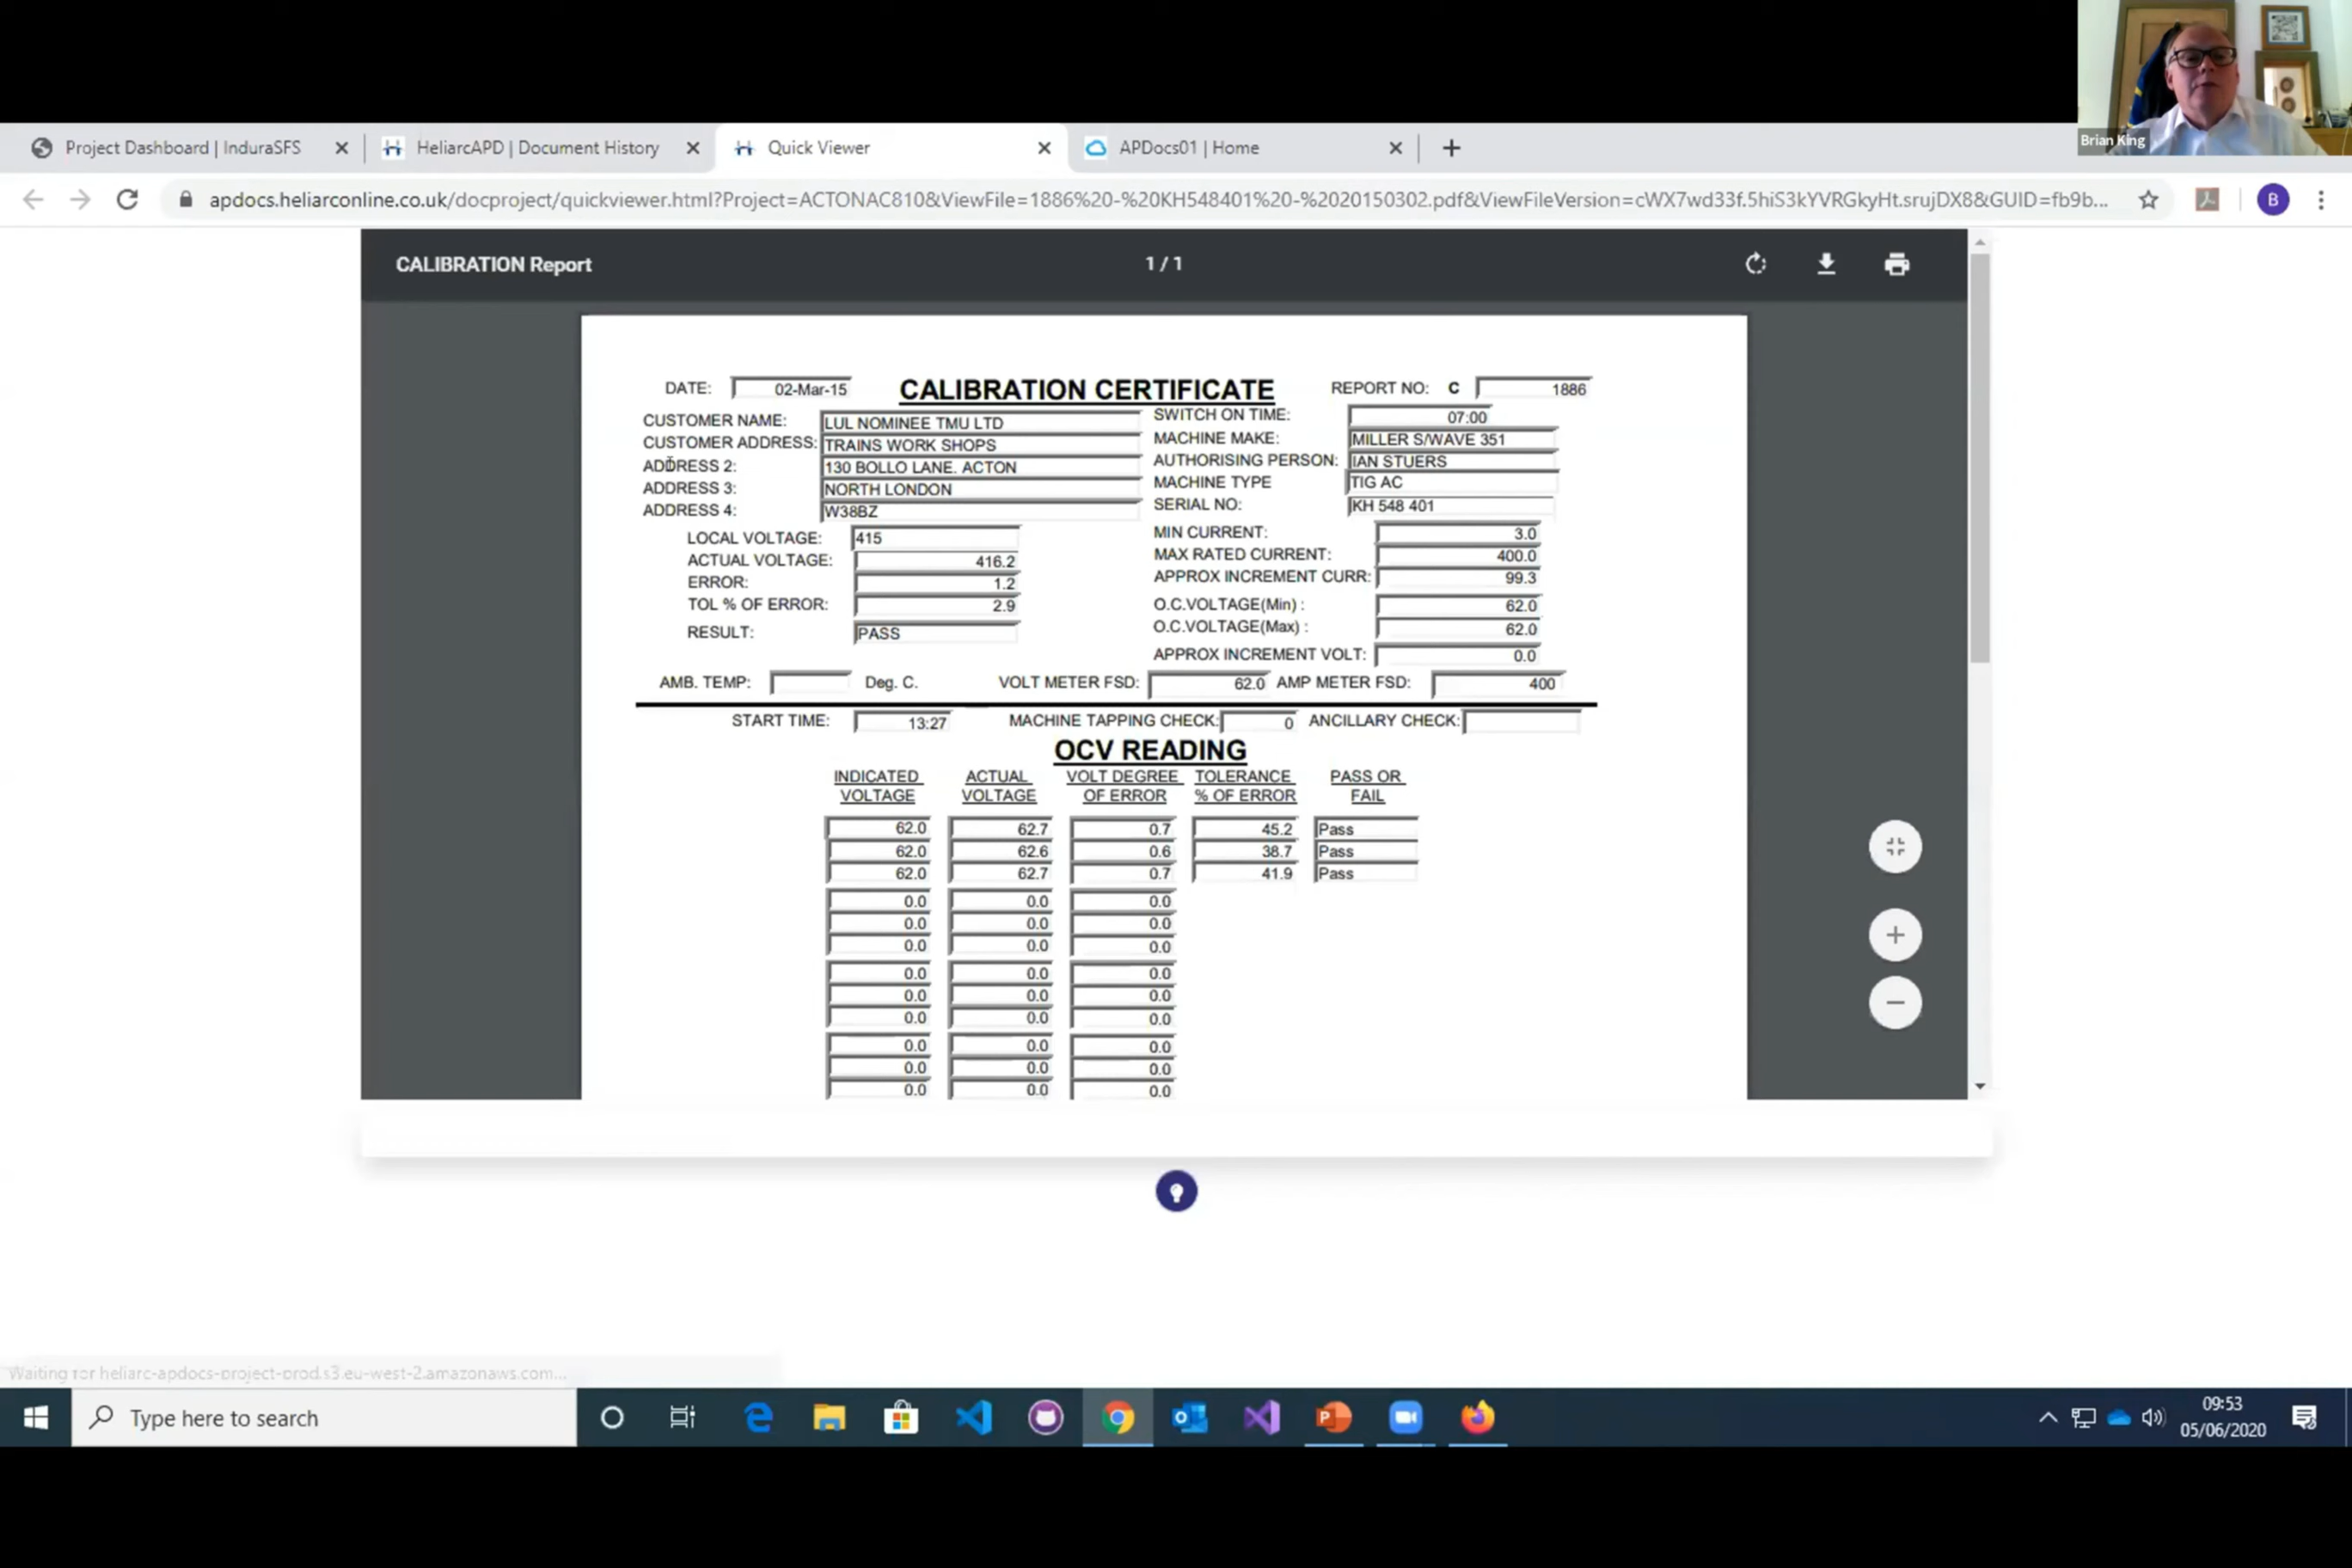 Brian King
Project Dashboard | InduraSFS
HeliarcAPD | Document History
Quick Viewer
APDocs01 | Home
apdocs.heliarconline.co.uk/docproject/quickviewer.html?Project=ACTONAC810&ViewFile=1886%20-%20KH548401%20-%2020150302.pdf&ViewFileVersion=cWX7wd33f.5hiS3kYVRGkyHt.srujDX8&GUID=fb9b...
B
CALIBRATION Report
1 / 1
DATE: 02-Mar-15 CALIBRATION CERTIFICATE REPORT NO: C 1886
CUSTOMER NAME: LUL NOMINEE TMU LTD
CUSTOMER ADDRESS: TRAINS WORK SHOPS
ADDRESS 2: 130 BOLLO LANE. ACTON
ADDRESS 3: NORTH LONDON
ADDRESS 4: W38BZ
SWITCH ON TIME: 07:00
MACHINE MAKE: MILLER S/WAVE 351
AUTHORISING PERSON: IAN STUERS
MACHINE TYPE TIG AC
SERIAL NO: KH 548 401
LOCAL VOLTAGE: 415
ACTUAL VOLTAGE: 416.2
ERROR: 1.2
TOL % OF ERROR: 2.9
RESULT: PASS
MIN CURRENT: 3.0
MAX RATED CURRENT: 400.0
APPROX INCREMENT CURR: 99.3
O.C.VOLTAGE(Min) : 62.0
O.C.VOLTAGE(Max) : 62.0
APPROX INCREMENT VOLT: 0.0
AMB. TEMP: Deg. C. VOLT METER FSD: 62.0 AMP METER FSD: 400
START TIME: 13:27 MACHINE TAPPING CHECK: 0 ANCILLARY CHECK:
OCV READING
INDICATED ACTUAL VOLT DEGREE TOLERANCE PASS OR
VOLTAGE VOLTAGE OF ERROR % OF ERROR FAIL
62.0 62.7 0.7 45.2 Pass
62.0 62.6 0.6 38.7 Pass
62.0 62.7 0.7 41.9 Pass
0.0 0.0 0.0
0.0 0.0 0.0
0.0 0.0 0.0
0.0 0.0 0.0
0.0 0.0 0.0
0.0 0.0 0.0
0.0 0.0 0.0
0.0 0.0 0.0
0.0 0.0 0.0
Waiting for heliarc-apdocs-project-prod.s3.eu-west-2.amazonaws.com...
Type here to search
09:53
05/06/2020